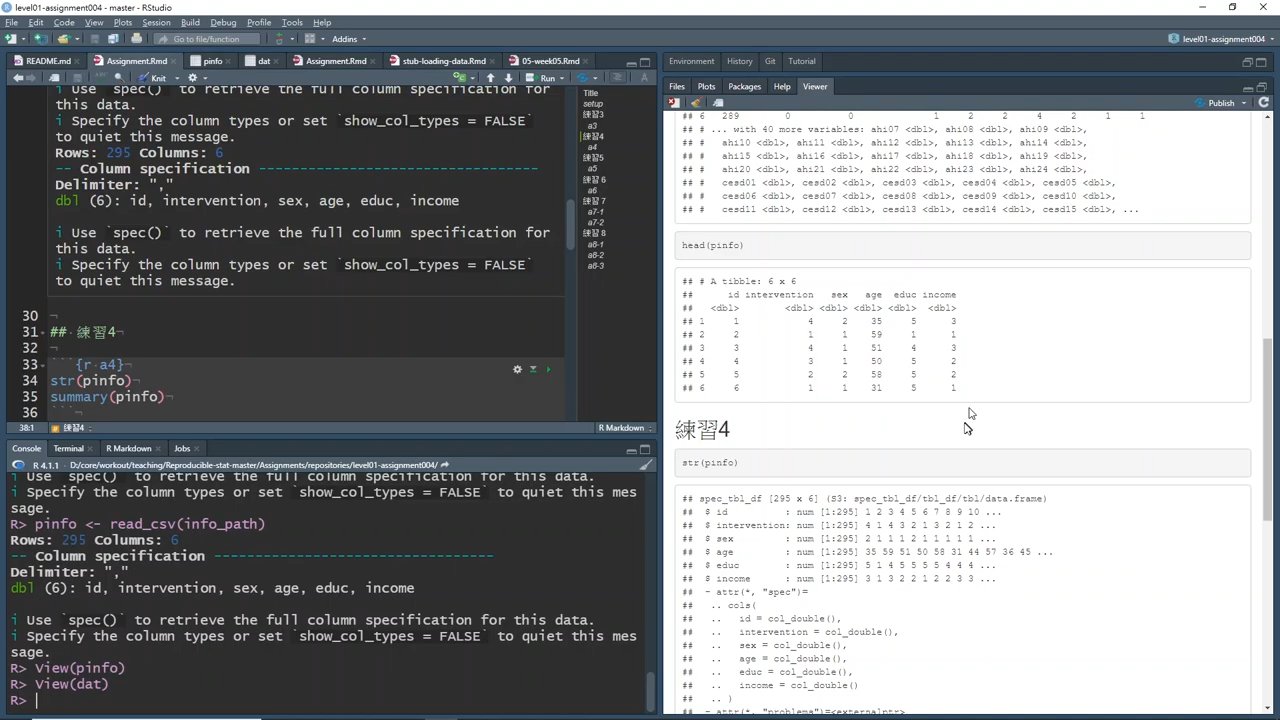 level01-assignment004 - master - RStudio
File Edit Code View Plots Session Build Debug Profile Tools Help
Go to file/function Addins level01-assignment004
README.md Assignment.Rmd pinfo dat Assignment.Rmd stub-loading-data.Rmd 05-week05.Rmd
Knit Run
i Use `spec()` to retrieve the full column specification for
this data.
i Specify the column types or set `show_col_types = FALSE`
to quiet this message.
Rows: 295 Columns: 6
-- Column specification -----------------------------------
Delimiter: ","
dbl (6): id, intervention, sex, age, educ, income
i Use `spec()` to retrieve the full column specification for
this data.
i Specify the column types or set `show_col_types = FALSE`
to quiet this message.
30 ¬
31 ## 練習4¬
32 ¬
33 ```{r a4}
34 str(pinfo)¬
35 summary(pinfo)¬
36 ```
38:1 練習4 R Markdown
Title
setup
練習3
a3
練習4
a4
練習5
a5
練習 6
a6
練習 7
a7-1
a7-2
練習 8
a8-1
a8-2
a8-3
Console Terminal R Markdown Jobs
R 4.1.1 · D:/core/workout/teaching/Reproducible-stat-master/Assignments/repositories/level01-assignment004/
i Use `spec()` to retrieve the full column specification for this data.
i Specify the column types or set `show_col_types = FALSE` to quiet this mes
sage.
R> pinfo <- read_csv(info_path)
Rows: 295 Columns: 6
-- Column specification --------------------------------
Delimiter: ","
dbl (6): id, intervention, sex, age, educ, income
i Use `spec()` to retrieve the full column specification for this data.
i Specify the column types or set `show_col_types = FALSE` to quiet this mes
sage.
R> View(pinfo)
R> View(dat)
R>
Environment History Git Tutorial
Files Plots Packages Help Viewer
Publish
## 6 289 0 0 1 2 2 4 2 1 1
## # ... with 40 more variables: ahi07 <dbl>, ahi08 <dbl>, ahi09 <dbl>,
## # ahi10 <dbl>, ahi11 <dbl>, ahi12 <dbl>, ahi13 <dbl>, ahi14 <dbl>,
## # ahi15 <dbl>, ahi16 <dbl>, ahi17 <dbl>, ahi18 <dbl>, ahi19 <dbl>,
## # ahi20 <dbl>, ahi21 <dbl>, ahi22 <dbl>, ahi23 <dbl>, ahi24 <dbl>,
## # cesd01 <dbl>, cesd02 <dbl>, cesd03 <dbl>, cesd04 <dbl>, cesd05 <dbl>,
## # cesd06 <dbl>, cesd07 <dbl>, cesd08 <dbl>, cesd09 <dbl>, cesd10 <dbl>,
## # cesd11 <dbl>, cesd12 <dbl>, cesd13 <dbl>, cesd14 <dbl>, cesd15 <dbl>, ...
head(pinfo)
## # A tibble: 6 x 6
## id intervention sex age educ income
## <dbl> <dbl> <dbl> <dbl> <dbl> <dbl>
## 1 1 4 2 35 5 3
## 2 2 1 1 59 1 1
## 3 3 4 1 51 4 3
## 4 4 3 1 50 5 2
## 5 5 2 2 58 5 2
## 6 6 1 1 31 5 1
練習4
str(pinfo)
## spec_tbl_df [295 x 6] (S3: spec_tbl_df/tbl_df/tbl/data.frame)
## $ id : num [1:295] 1 2 3 4 5 6 7 8 9 10 ...
## $ intervention: num [1:295] 4 1 4 3 2 1 3 2 1 2 ...
## $ sex : num [1:295] 2 1 1 1 2 1 1 1 1 1 ...
## $ age : num [1:295] 35 59 51 50 58 31 44 57 36 45 ...
## $ educ : num [1:295] 5 1 4 5 5 5 5 4 4 4 ...
## $ income : num [1:295] 3 1 3 2 2 1 2 2 3 3 ...
## - attr(*, "spec")=
## .. cols(
## .. id = col_double(),
## .. intervention = col_double(),
## .. sex = col_double(),
## .. age = col_double(),
## .. educ = col_double(),
## .. income = col_double()
## .. )
## - attr(*, "problems")=<externalptr>